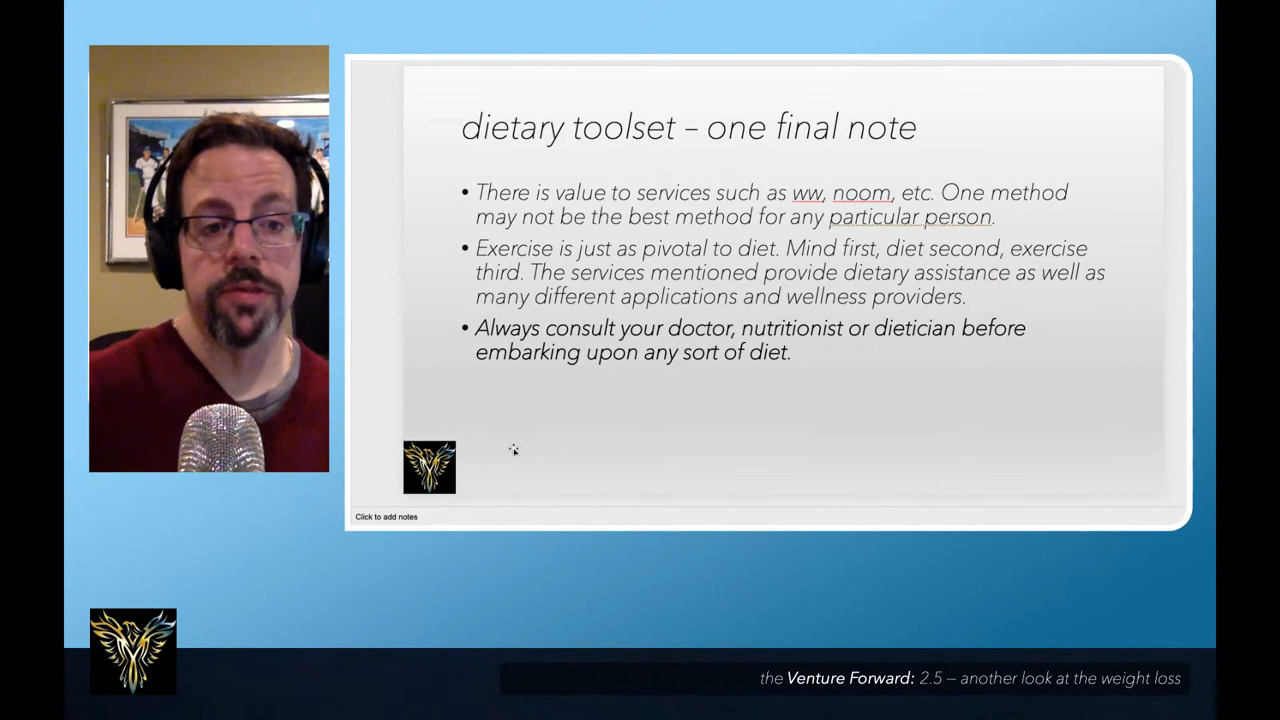 dietary toolset – one final note
• There is value to services such as ww, noom, etc. One method
may not be the best method for any particular person.
• Exercise is just as pivotal to diet. Mind first, diet second, exercise
third. The services mentioned provide dietary assistance as well as
many different applications and wellness providers.
• Always consult your doctor, nutritionist or dietician before
embarking upon any sort of diet.
Click to add notes
the Venture Forward: 2.5 – another look at the weight loss